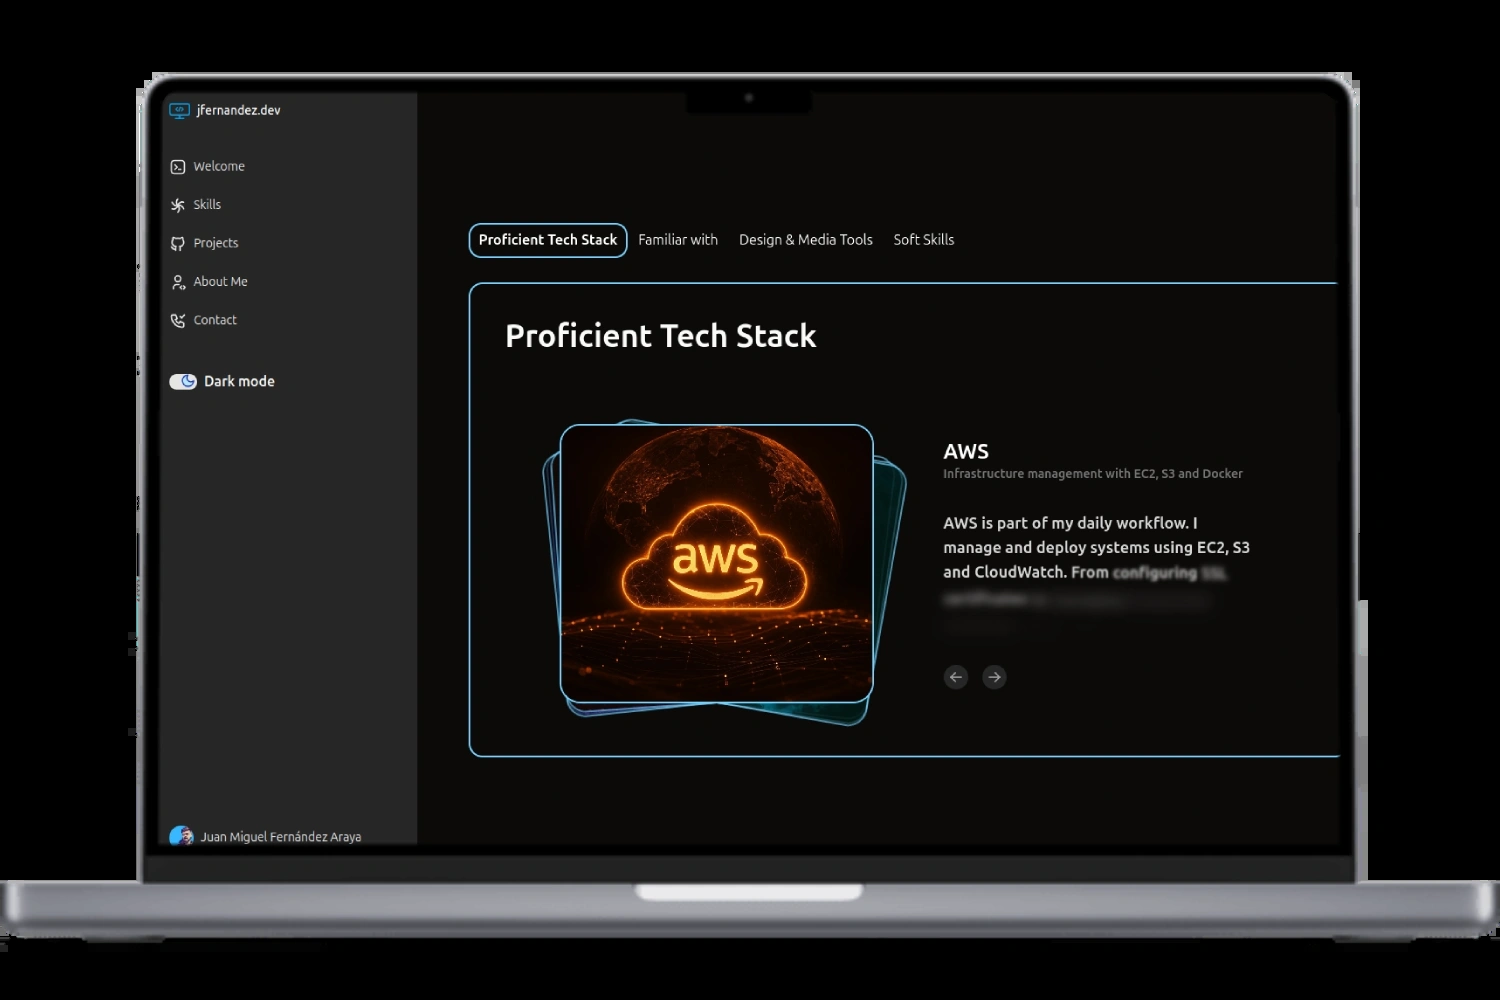 jfernandez.dev
Welcome
Skills
Projects
About Me
Contact
Dark mode
Juan Miguel Fernández Araya
Proficient Tech Stack
Familiar with
Design & Media Tools
Soft Skills
Proficient Tech Stack
aws
AWS
Infrastructure management with EC2, S3 and Docker
AWS is part of my daily workflow. I
manage and deploy systems using EC2, S3
and CloudWatch. From configuring SSL